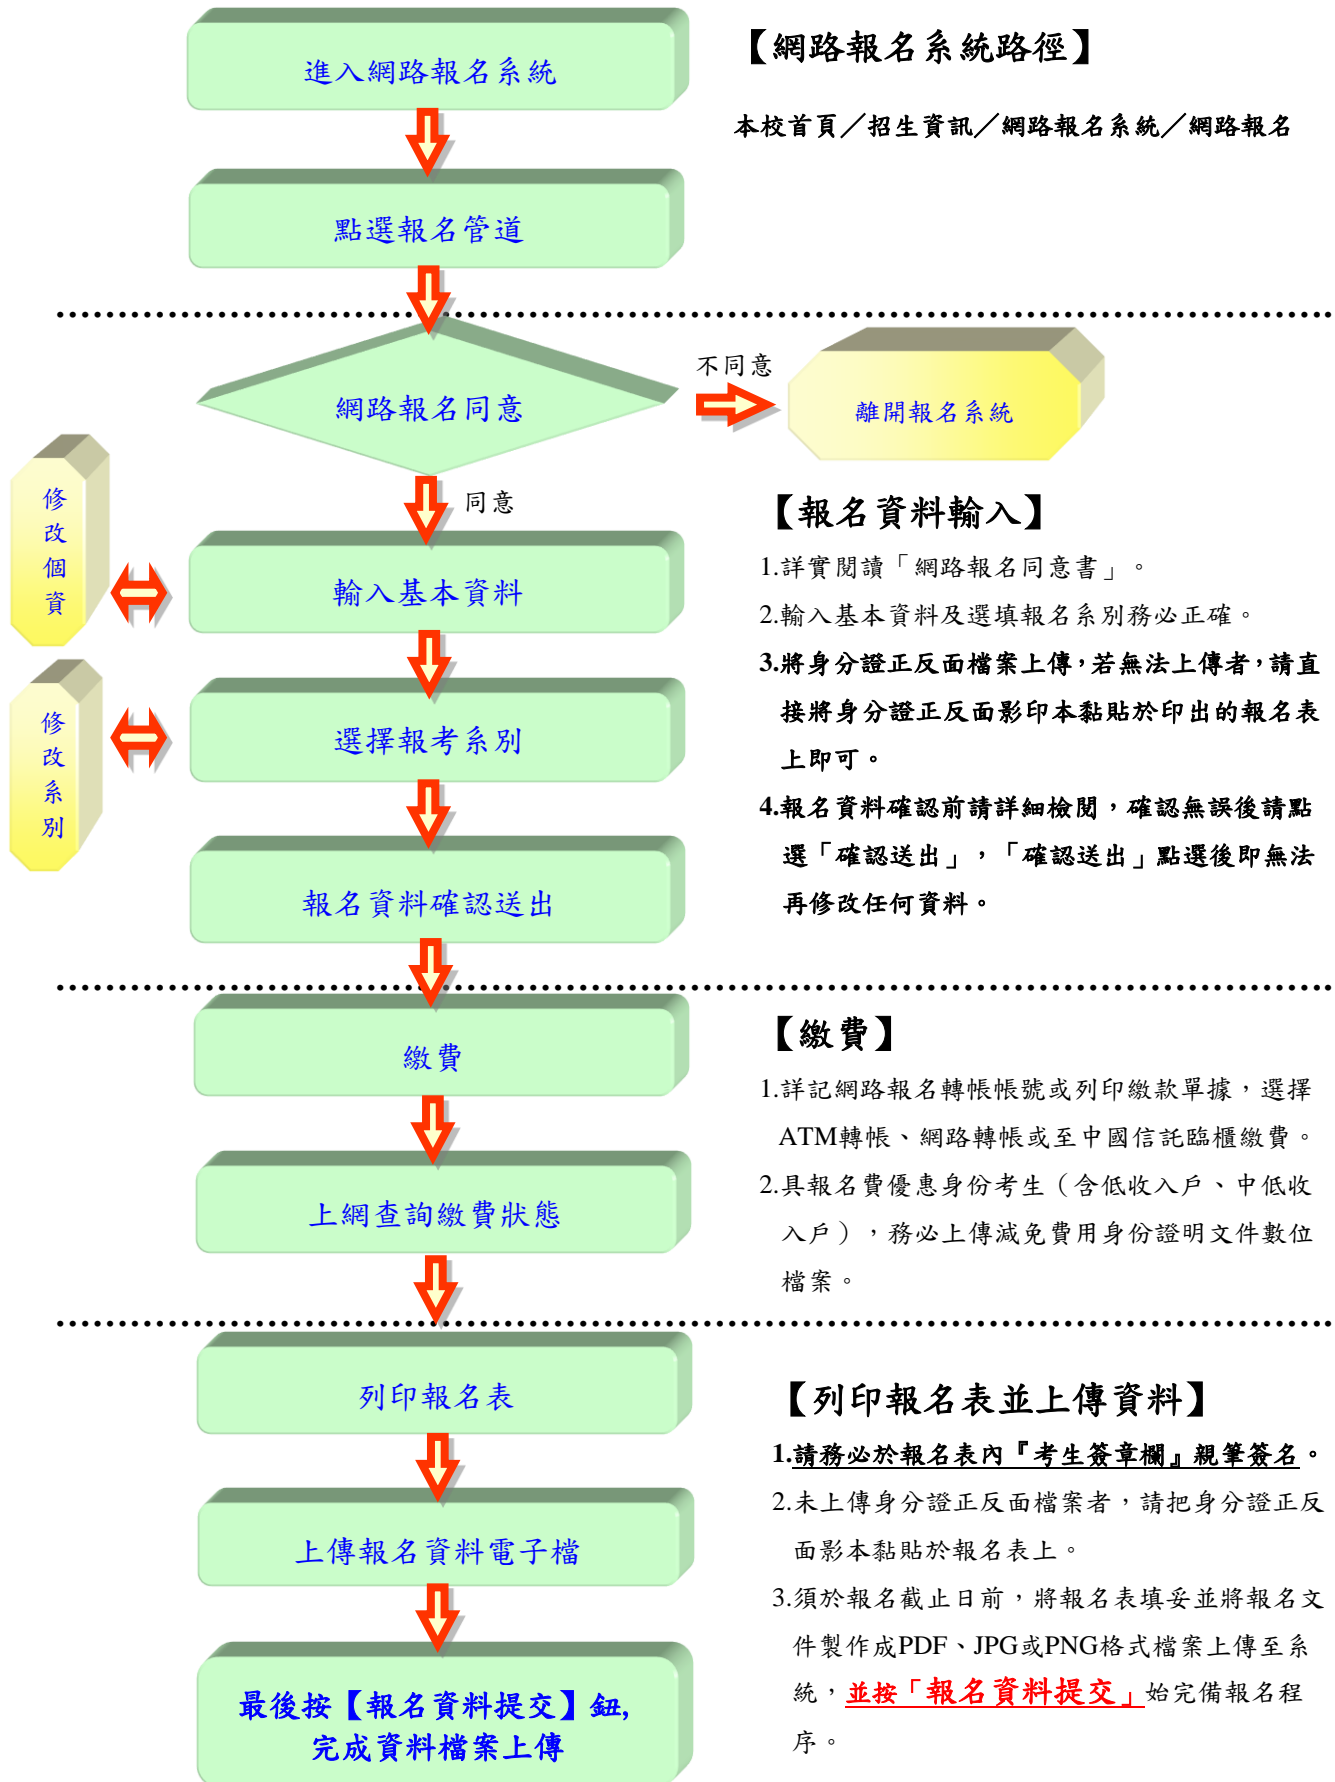 進入網路報名系統
【網路報名系統路徑】
本校首頁／招生資訊／網路報名系統／網路報名
點選報名管道
網路報名同意
不同意
離開報名系統
同意
修改個資
輸入基本資料
修改系別
選擇報考系別
報名資料確認送出
【報名資料輸入】
1.詳實閱讀「網路報名同意書」。
2.輸入基本資料及選填報名系別務必正確。
3.將身分證正反面檔案上傳，若無法上傳者，請直
接將身分證正反面影印本黏貼於印出的報名表
上即可。
4.報名資料確認前請詳細檢閱，確認無誤後請點
選「確認送出」，「確認送出」點選後即無法
再修改任何資料。
繳費
上網查詢繳費狀態
【繳費】
1.詳記網路報名轉帳帳號或列印繳款單據，選擇
ATM轉帳、網路轉帳或至中國信託臨櫃繳費。
2.具報名費優惠身份考生（含低收入戶、中低收
入戶），務必上傳減免費用身份證明文件數位
檔案。
列印報名表
上傳報名資料電子檔
最後按【報名資料提交】鈕,
完成資料檔案上傳
【列印報名表並上傳資料】
1.請務必於報名表內『考生簽章欄』親筆簽名。
2.未上傳身分證正反面檔案者，請把身分證正反
面影本黏貼於報名表上。
3.須於報名截止日前，將報名表填妥並將報名文
件製作成PDF、JPG或PNG格式檔案上傳至系
統，並按「報名資料提交」始完備報名程
序。